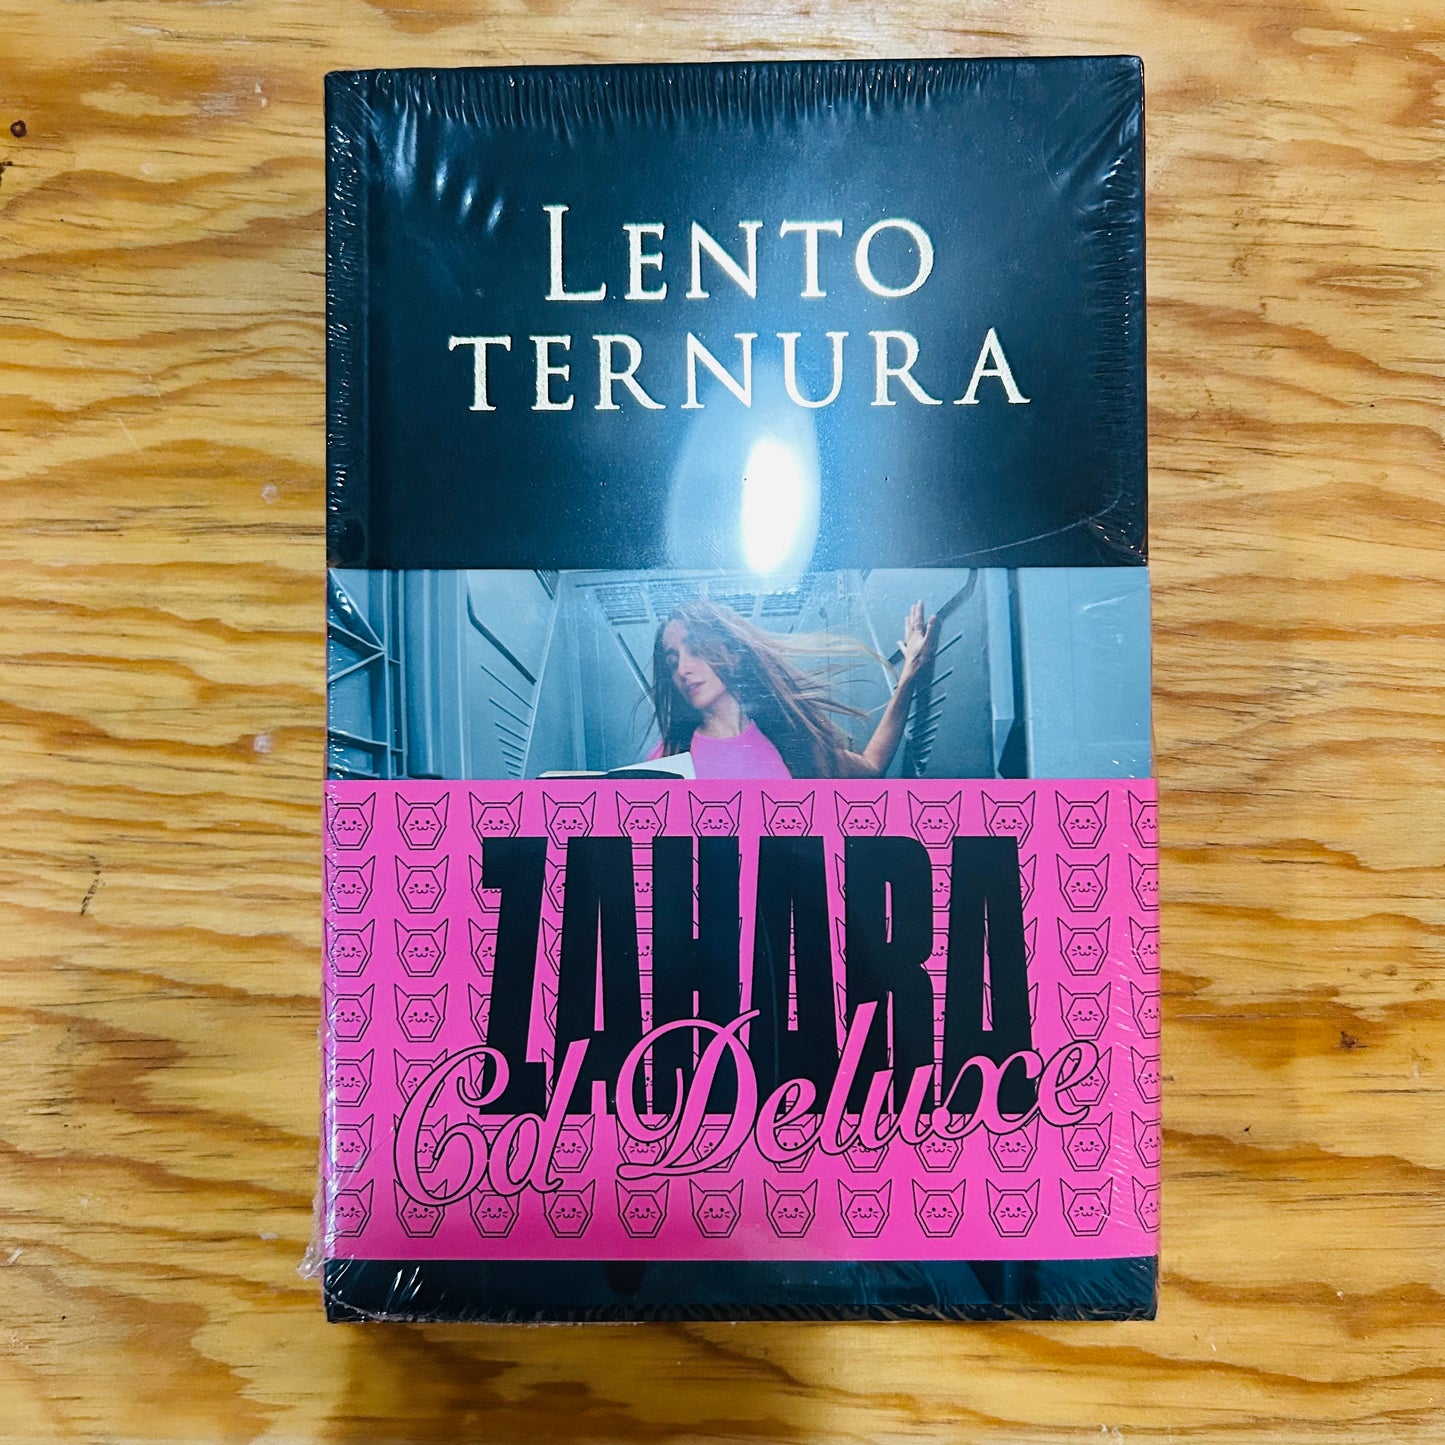 LENTO
TERNURA
ZAHARA
Cd Deluxe